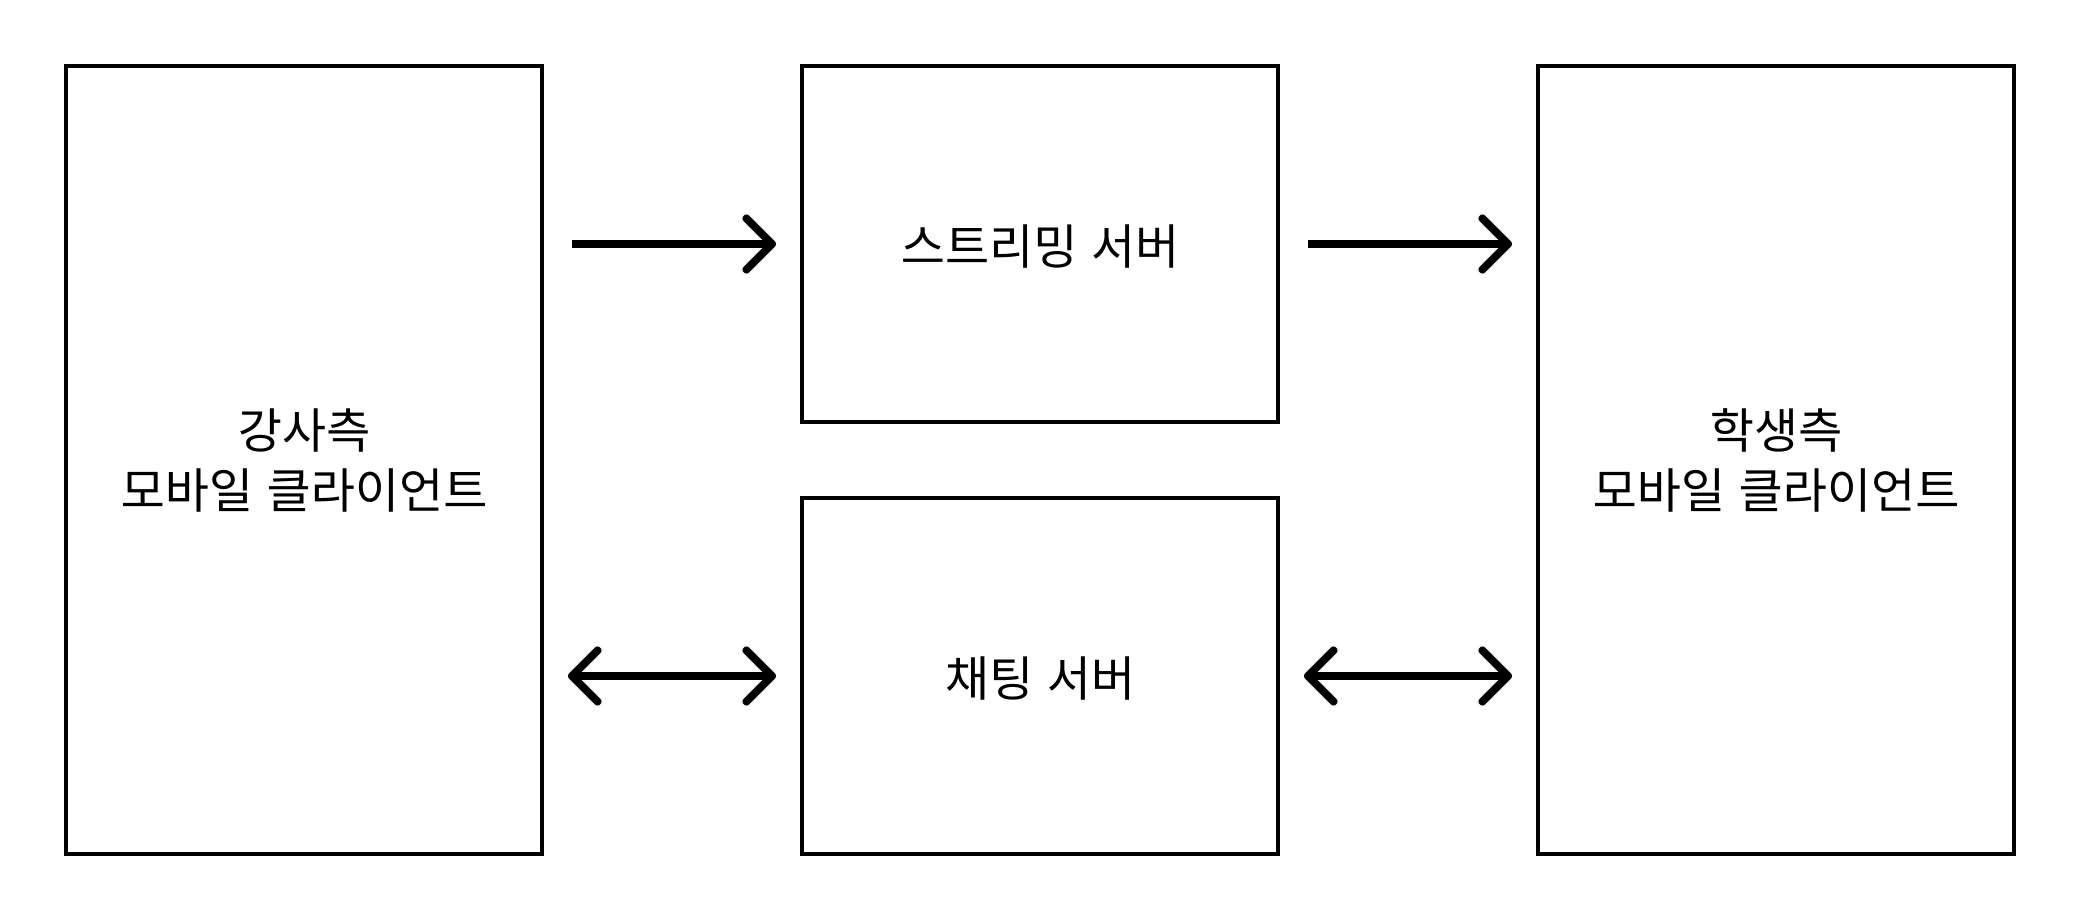 강사측
모바일 클라이언트
스트리밍 서버
채팅 서버
학생측
모바일 클라이언트